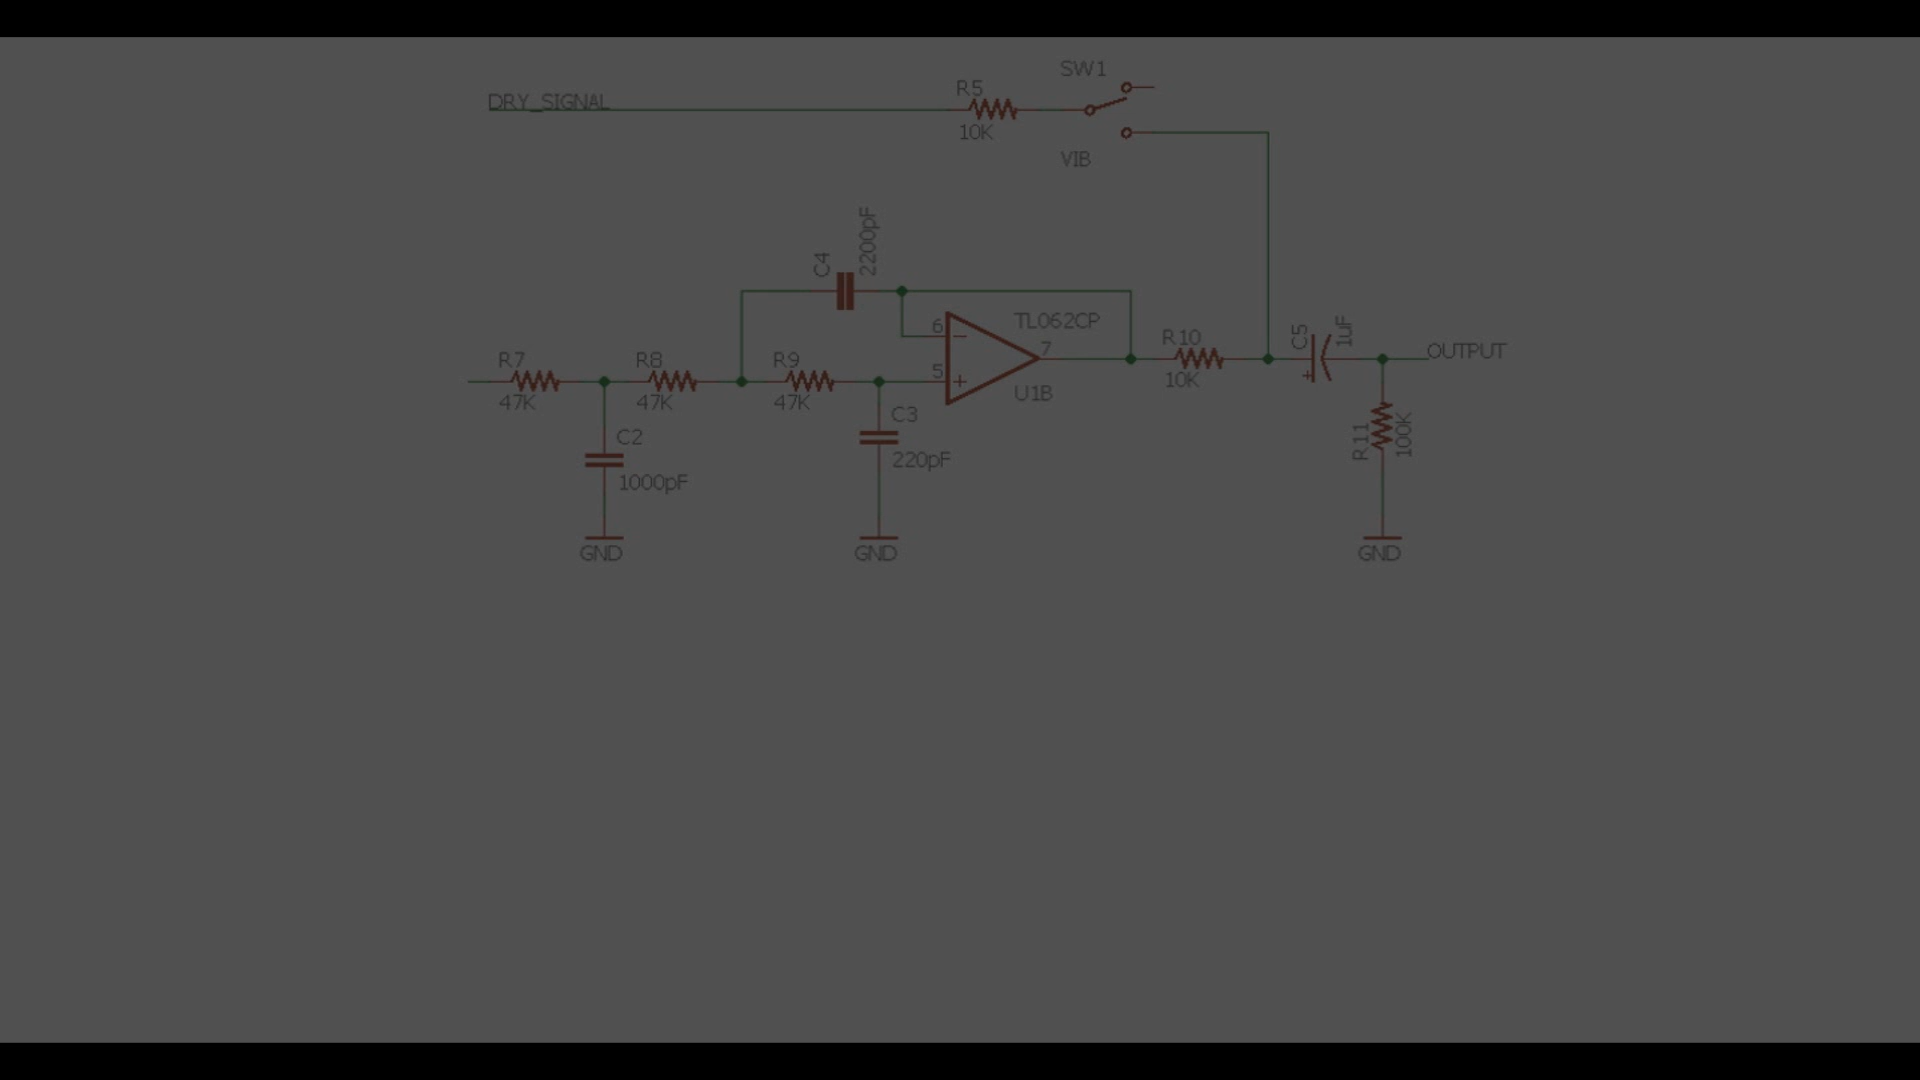 SW1
R5
DRY_SIGNAL
10K
VIB
C4
2200pF
TL062CP
6
7
5
U1B
R10
10K
C5
1uF
OUTPUT
R7
47K
R8
47K
R9
47K
C3
220pF
C2
1000pF
R11
100K
GND
GND
GND